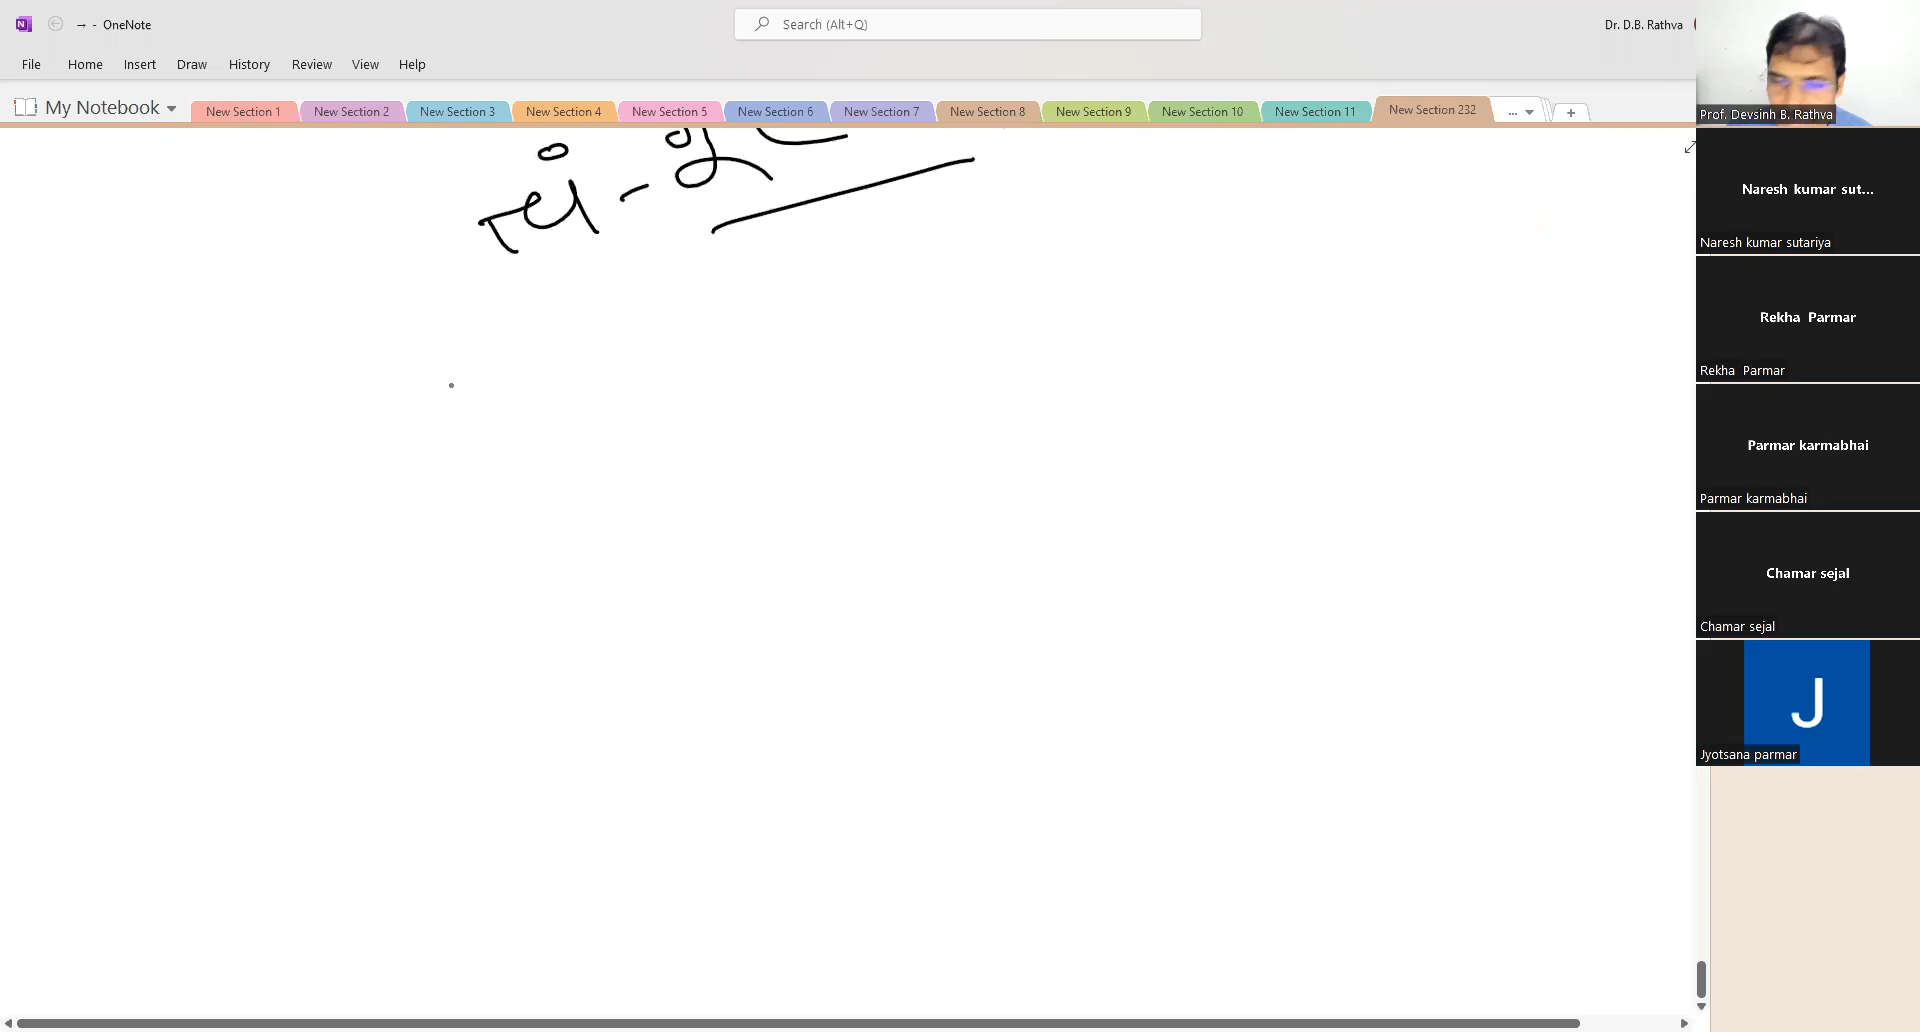 → - OneNote
Search (Alt+Q)
Dr. D.B. Rathva
File Home Insert Draw History Review View Help
My Notebook
New Section 1 New Section 2 New Section 3 New Section 4 New Section 5 New Section 6 New Section 7 New Section 8 New Section 9 New Section 10 New Section 11 New Section 232 ... +
Prof. Devsinh B. Rathva
Naresh kumar sut...
Naresh kumar sutariya
Rekha Parmar
Rekha Parmar
Parmar karmabhai
Parmar karmabhai
Chamar sejal
Chamar sejal
J
Jyotsana parmar